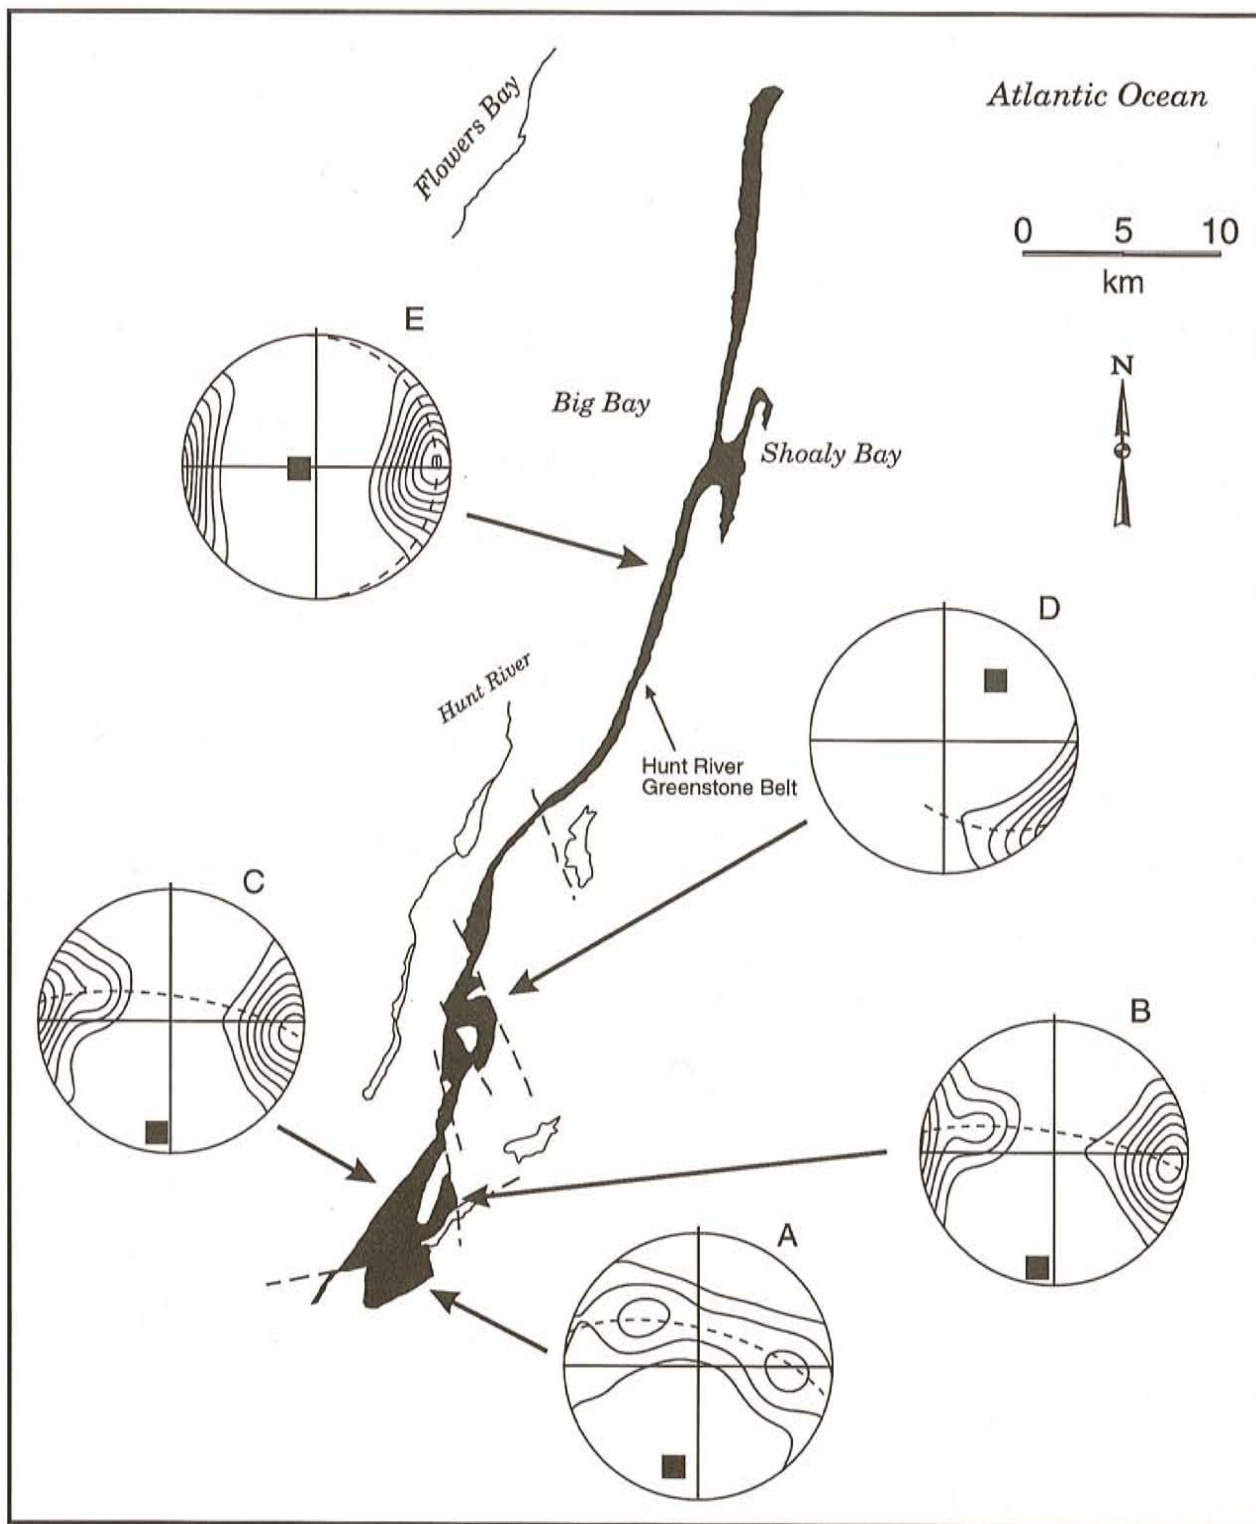 Flowers Bay
Atlantic Ocean
0 5 10
km
E
N
Big Bay
Shoaly Bay
D
Hunt River
Hunt River
Greenstone Belt
C
B
A